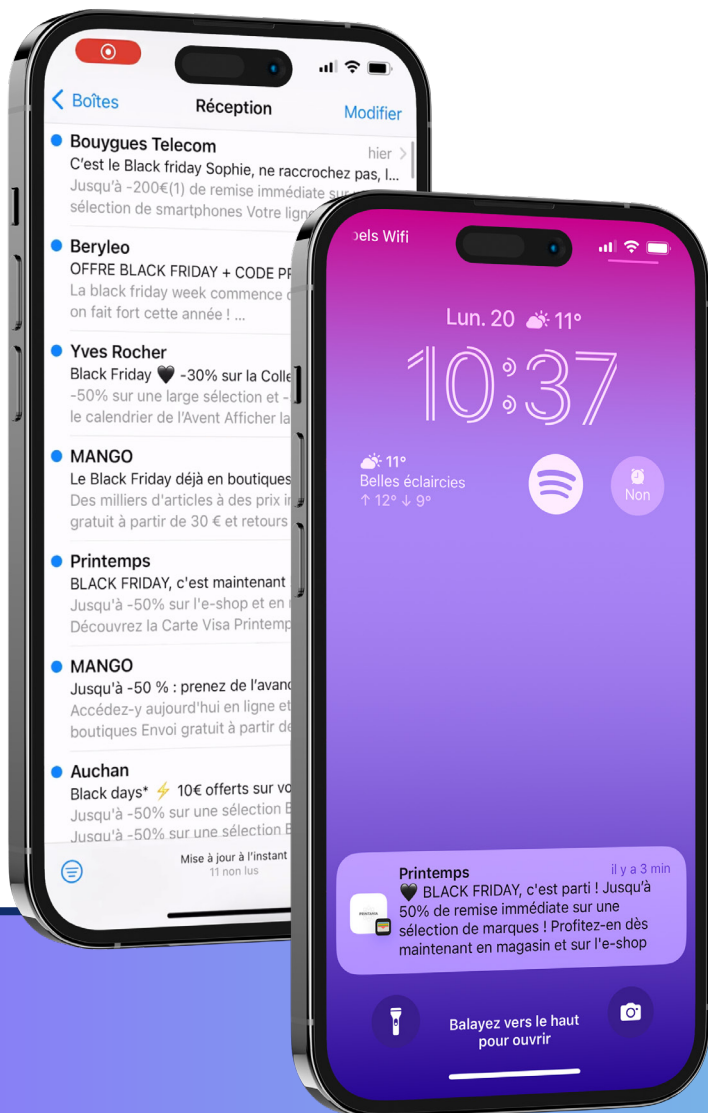 Boîtes
Réception
Modifier
Bouygues Telecom
hier
C'est le Black friday Sophie, ne raccrochez pas, l...
Jusqu'à -200€(1) de remise immédiate
sélection de smartphones Votre
Beryleo
OFFRE BLACK FRIDAY + CODE
La black friday week commence
on fait fort cette année ! ...
Yves Rocher
Black Friday 🖤 -30% sur la
-50% sur une large sélection et
le calendrier de l'Avent Afficher la
MANGO
Le Black Friday déjà en boutiques
Des milliers d'articles à des prix
gratuit à partir de 30 € et retours
Printemps
BLACK FRIDAY, c'est maintenant
Jusqu'à -50% sur l'e-shop et en
Découvrez la Carte Visa
MANGO
Jusqu'à -50 % : prenez de
Accédez-y aujourd'hui en ligne et
boutiques Envoi gratuit à partir
Auchan
Black days* ⚡ 10€ offerts sur
Jusqu'à -50% sur une sélection
Jusqu'à -50% sur une sélection
Mise à jour à l'instant
11 non lus
Wifi
Lun. 20 11°
10:37
11°
Belles éclaircies
↑ 12° ↓ 9°
Non
Printemps
il y a 3 min
🖤 BLACK FRIDAY, c'est parti ! Jusqu'à
50% de remise immédiate sur une
sélection de marques ! Profitez-en dès
maintenant en magasin et sur l'e-shop
Balayez vers le haut
pour ouvrir